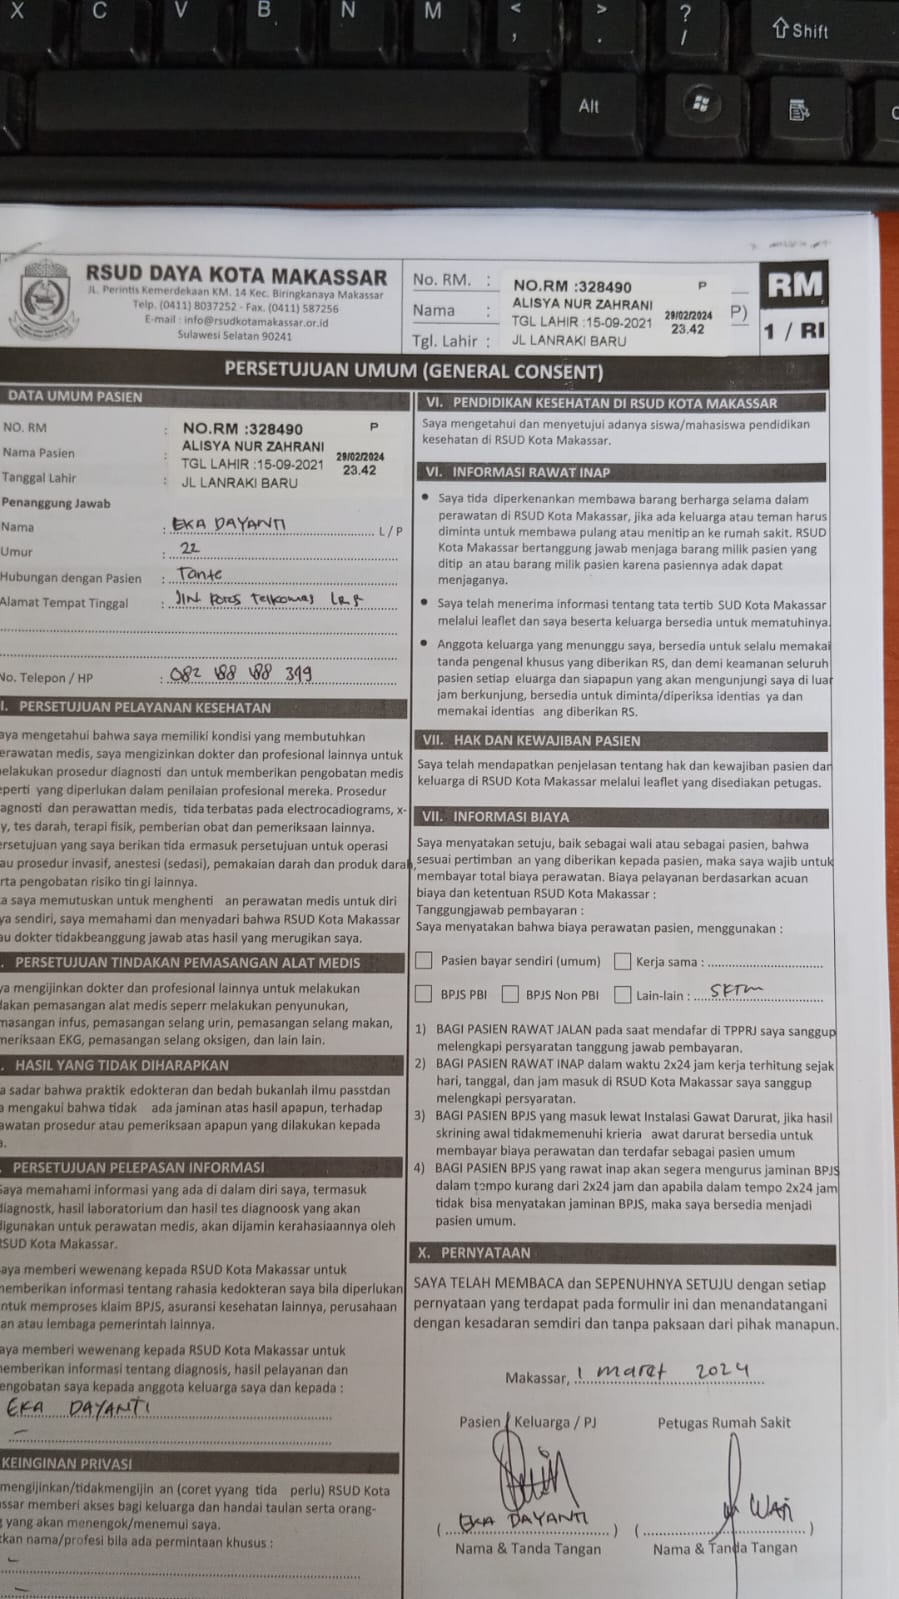 X C V B N M < , > . ? / Shift
Alt
RSUD DAYA KOTA MAKASSAR
JL. Perintis Kemerdekaan KM. 14 Kec. Biringkanaya Makassar
Telp. (0411) 8037252 - Fax. (0411) 587256
E-mail : info@rsudkotamakassar.or.id
Sulawesi Selatan 90241
No. RM. :
Nama :
Tgl. Lahir :
NO.RM :328490 P
ALISYA NUR ZAHRANI
TGL LAHIR :15-09-2021 29/02/2024 23.42
JL LANRAKI BARU
P)
RM
1 / RI
PERSETUJUAN UMUM (GENERAL CONSENT)
DATA UMUM PASIEN
NO. RM :
Nama Pasien :
Tanggal Lahir :
NO.RM :328490 P
ALISYA NUR ZAHRANI
TGL LAHIR :15-09-2021 29/02/2024 23.42
JL LANRAKI BARU
Penanggung Jawab
Nama : EKA DAYANTI L / P
Umur : 22
Hubungan dengan Pasien : Tante
Alamat Tempat Tinggal : Jln Poros Telkomas
No. Telepon / HP : 082 188 188 399
I. PERSETUJUAN PELAYANAN KESEHATAN
aya mengetahui bahwa saya memiliki kondisi yang membutuhkan
erawatan medis, saya mengizinkan dokter dan profesional lainnya untuk
elakukan prosedur diagnosti dan untuk memberikan pengobatan medis
eperti yang diperlukan dalam penilaian profesional mereka. Prosedur
agnosti dan perawattan medis, tida terbatas pada electrocadiograms, x-
y, tes darah, terapi fisik, pemberian obat dan pemeriksaan lainnya.
ersetujuan yang saya berikan tida ermasuk persetujuan untuk operasi
au prosedur invasif, anestesi (sedasi), pemakaian darah dan produk darah,
rta pengobatan risiko tin gi lainnya.
a saya memutuskan untuk menghenti an perawatan medis untuk diri
ya sendiri, saya memahami dan menyadari bahwa RSUD Kota Makassar
au dokter tidakbeanggung jawab atas hasil yang merugikan saya.
. PERSETUJUAN TINDAKAN PEMASANGAN ALAT MEDIS
ya mengijinkan dokter dan profesional lainnya untuk melakukan
dakan pemasangan alat medis seperr melakukan penyunukan,
masangan infus, pemasangan selang urin, pemasangan selang makan,
meriksaan EKG, pemasangan selang oksigen, dan lain lain.
. HASIL YANG TIDAK DIHARAPKAN
a sadar bahwa praktik edokteran dan bedah bukanlah ilmu passtdan
a mengakui bahwa tidak ada jaminan atas hasil apapun, terhadap
awatan prosedur atau pemeriksaan apapun yang dilakukan kepada
a.
. PERSETUJUAN PELEPASAN INFORMASI
Saya memahami informasi yang ada di dalam diri saya, termasuk
diagnostk, hasil laboratorium dan hasil tes diagnoosk yang akan
digunakan untuk perawatan medis, akan dijamin kerahasiaannya oleh
RSUD Kota Makassar.
aya memberi wewenang kepada RSUD Kota Makassar untuk
nemberikan informasi tentang rahasia kedokteran saya bila diperlukan
ntuk memproses klaim BPJS, asuransi kesehatan lainnya, perusahaan
an atau lembaga pemerintah lainnya.
aya memberi wewenang kepada RSUD Kota Makassar untuk
nemberikan informasi tentang diagnosis, hasil pelayanan dan
engobatan saya kepada anggota keluarga saya dan kepada :
EKA DAYANTI
KEINGINAN PRIVASI
mengijinkan/tidakmengijin an (coret yyang tida perlu) RSUD Kota
assar memberi akses bagi keluarga dan handai taulan serta orang-
g yang akan menengok/menemui saya.
tkan nama/profesi bila ada permintaan khusus :
VI. PENDIDIKAN KESEHATAN DI RSUD KOTA MAKASSAR
Saya mengetahui dan menyetujui adanya siswa/mahasiswa pendidikan
kesehatan di RSUD Kota Makassar.
VI. INFORMASI RAWAT INAP
• Saya tida diperkenankan membawa barang berharga selama dalam
perawatan di RSUD Kota Makassar, jika ada keluarga atau teman harus
diminta untuk membawa pulang atau menitip an ke rumah sakit. RSUD
Kota Makassar bertanggung jawab menjaga barang milik pasien yang
ditip an atau barang milik pasien karena pasiennya adak dapat
menjaganya.
• Saya telah menerima informasi tentang tata tertib SUD Kota Makassar
melalui leaflet dan saya beserta keluarga bersedia untuk mematuhinya.
• Anggota keluarga yang menunggu saya, bersedia untuk selalu memakai
tanda pengenal khusus yang diberikan RS, dan demi keamanan seluruh
pasien setiap eluarga dan siapapun yang akan mengunjungi saya di luar
jam berkunjung, bersedia untuk diminta/diperiksa identias ya dan
memakai identias ang diberikan RS.
VII. HAK DAN KEWAJIBAN PASIEN
Saya telah mendapatkan penjelasan tentang hak dan kewajiban pasien dan
keluarga di RSUD Kota Makassar melalui leaflet yang disediakan petugas.
VII. INFORMASI BIAYA
Saya menyatakan setuju, baik sebagai wali atau sebagai pasien, bahwa
sesuai pertimban an yang diberikan kepada pasien, maka saya wajib untuk
membayar total biaya perawatan. Biaya pelayanan berdasarkan acuan
biaya dan ketentuan RSUD Kota Makassar :
Tanggungjawab pembayaran :
Saya menyatakan bahwa biaya perawatan pasien, menggunakan :
Pasien bayar sendiri (umum) Kerja sama :
BPJS PBI BPJS Non PBI Lain-lain : SKTM
1) BAGI PASIEN RAWAT JALAN pada saat mendafar di TPPRJ saya sanggup
melengkapi persyaratan tanggung jawab pembayaran.
2) BAGI PASIEN RAWAT INAP dalam waktu 2x24 jam kerja terhitung sejak
hari, tanggal, dan jam masuk di RSUD Kota Makassar saya sanggup
melengkapi persyaratan.
3) BAGI PASIEN BPJS yang masuk lewat Instalasi Gawat Darurat, jika hasil
skrining awal tidakmemenuhi krieria awat darurat bersedia untuk
membayar biaya perawatan dan terdafar sebagai pasien umum
4) BAGI PASIEN BPJS yang rawat inap akan segera mengurus jaminan BPJS
dalam tempo kurang dari 2x24 jam dan apabila dalam tempo 2x24 jam
tidak bisa menyatakan jaminan BPJS, maka saya bersedia menjadi
pasien umum.
X. PERNYATAAN
SAYA TELAH MEMBACA dan SEPENUHNYA SETUJU dengan setiap
pernyataan yang terdapat pada formulir ini dan menandatangani
dengan kesadaran semdiri dan tanpa paksaan dari pihak manapun.
Makassar, 1 maret 2024
Pasien / Keluarga / PJ Petugas Rumah Sakit
( EKA DAYANTI ) ( WAN )
Nama & Tanda Tangan Nama & Tanda Tangan